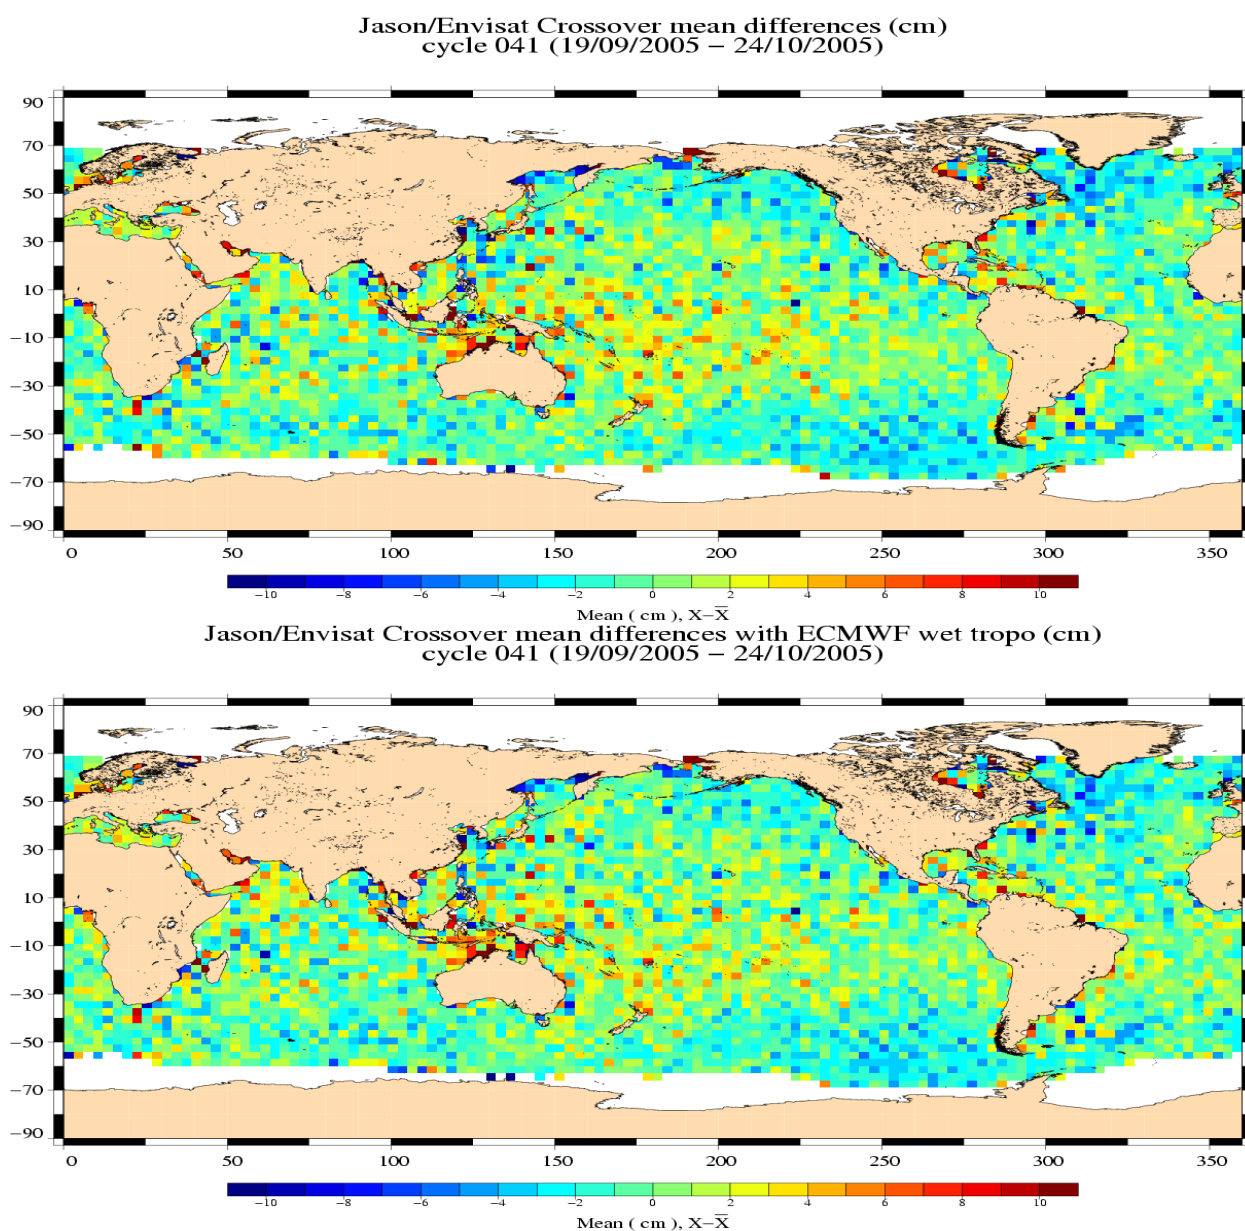 Jason/Envisat Crossover mean differences (cm)
cycle 041 (19/09/2005 − 24/10/2005)
90
70
50
30
10
−10
−30
−50
−70
−90
0 50 100 150 200 250 300 350
−10 −8 −6 −4 −2 0 2 4 6 8 10
Mean ( cm ), X−X̅
Jason/Envisat Crossover mean differences with ECMWF wet tropo (cm)
cycle 041 (19/09/2005 − 24/10/2005)
90
70
50
30
10
−10
−30
−50
−70
−90
0 50 100 150 200 250 300 350
−10 −8 −6 −4 −2 0 2 4 6 8 10
Mean ( cm ), X−X̅